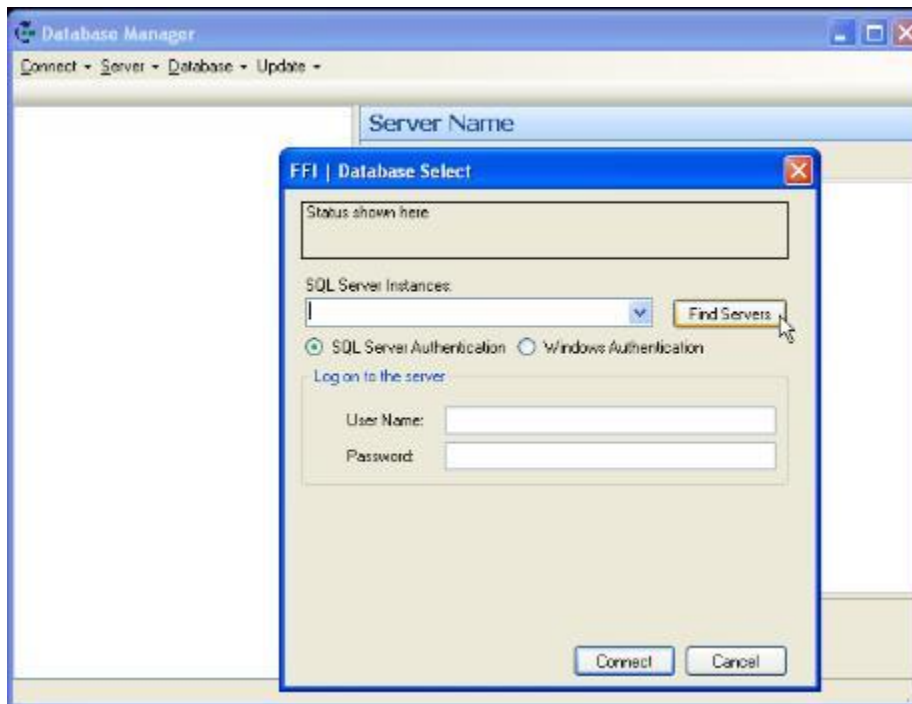 Database Manager
Connect Server Database Update
Server Name
FFI | Database Select
Status shown here
SQL Server Instances:
Find Servers
SQL Server Authentication Windows Authentication
Log on to the server
User Name:
Password:
Connect Cancel